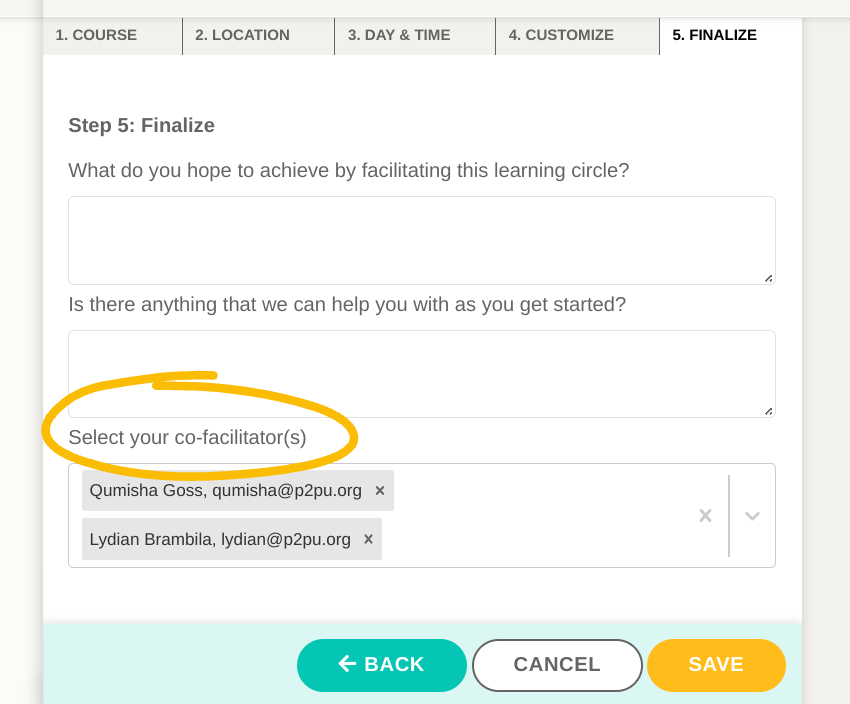 1. COURSE 2. LOCATION 3. DAY & TIME 4. CUSTOMIZE 5. FINALIZE
Step 5: Finalize
What do you hope to achieve by facilitating this learning circle?
Is there anything that we can help you with as you get started?
Select your co-facilitator(s)
Qumisha Goss, qumisha@p2pu.org
Lydian Brambila, lydian@p2pu.org
BACK CANCEL SAVE